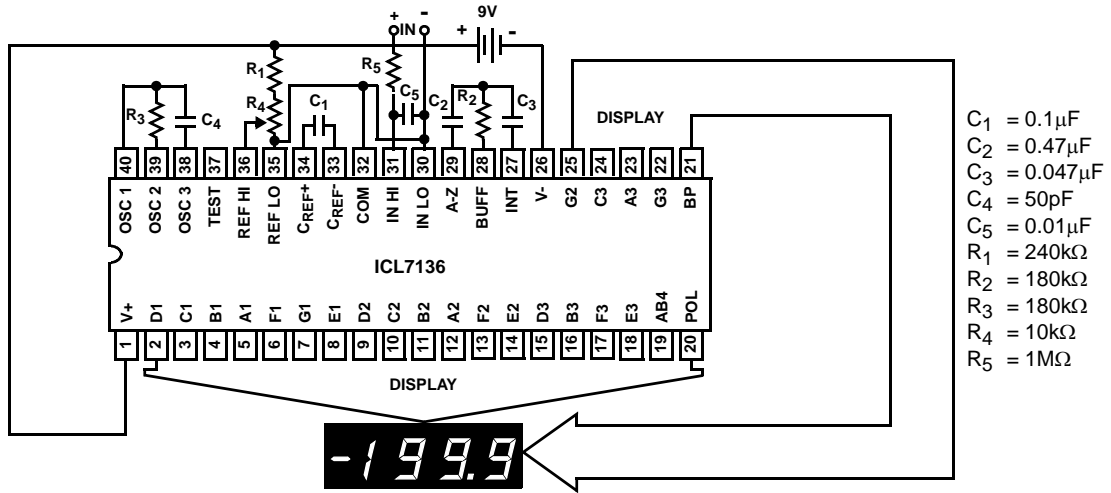 + -
IN
9V
+ -
R1
R5
R4
C1
C5
C2
R2
C3
R3
C4
DISPLAY
40 39 38 37 36 35 34 33 32 31 30 29 28 27 26 25 24 23 22 21
OSC 1
OSC 2
OSC 3
TEST
REF HI
REF LO
CREF+
CREF-
COM
IN HI
IN LO
A-Z
BUFF
INT
V-
G2
C3
A3
G3
BP
ICL7136
V+
D1
C1
B1
A1
F1
G1
E1
D2
C2
B2
A2
F2
E2
D3
B3
F3
E3
AB4
POL
1 2 3 4 5 6 7 8 9 10 11 12 13 14 15 16 17 18 19 20
DISPLAY
-199.9
C1 = 0.1μF
C2 = 0.47μF
C3 = 0.047μF
C4 = 50pF
C5 = 0.01μF
R1 = 240kΩ
R2 = 180kΩ
R3 = 180kΩ
R4 = 10kΩ
R5 = 1MΩ